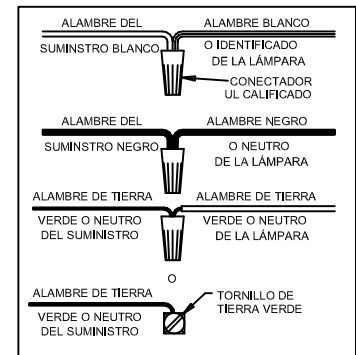 ALAMBRE DEL
SUMINSTRO BLANCO
ALAMBRE BLANCO
O IDENTIFICADO
DE LA LÁMPARA
CONECTADOR
UL CALIFICADO
ALAMBRE DEL
SUMINSTRO NEGRO
ALAMBRE NEGRO
O NEUTRO
DE LA LÁMPARA
ALAMBRE DE TIERRA
VERDE O NEUTRO
DEL SUMINISTRO
ALAMBRE DE TIERRA
VERDE O NEUTRO
DE LA LÁMPARA
O
ALAMBRE DE TIERRA
VERDE O NEUTRO
DEL SUMINISTRO
TORNILLO DE
TIERRA VERDE